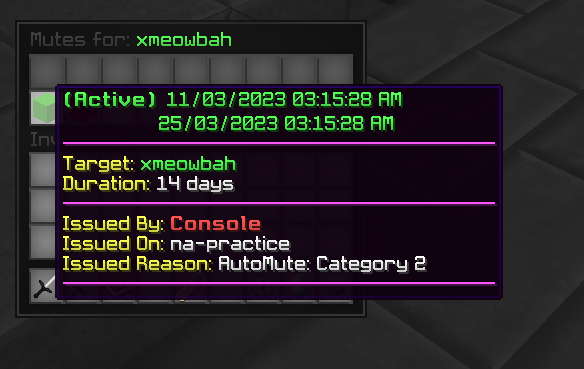 Mutes for: xmeowbah
(Active) 11/03/2023 03:15:28 AM
25/03/2023 03:15:28 AM
Inv
Target: xmeowbah
Duration: 14 days
Issued By: Console
Issued On: na-practice
Issued Reason: AutoMute: Category 2